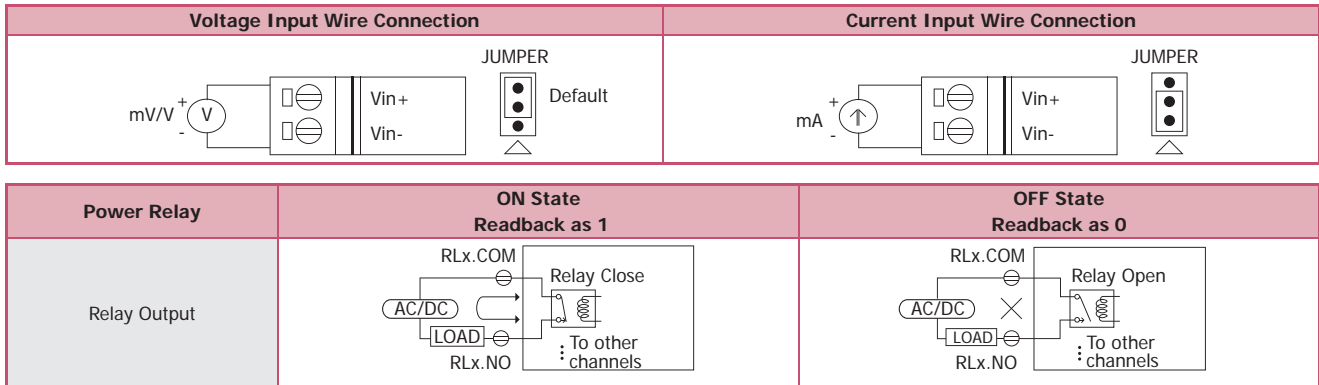 Voltage Input Wire Connection
Current Input Wire Connection
JUMPER
mV/V
+
V
-
Vin+
Vin-
Default
JUMPER
mA
+
-
Vin+
Vin-
Power Relay
ON State
Readback as 1
OFF State
Readback as 0
Relay Output
RLx.COM
Relay Close
AC/DC
LOAD
RLx.NO
To other
channels
RLx.COM
Relay Open
AC/DC
LOAD
RLx.NO
To other
channels